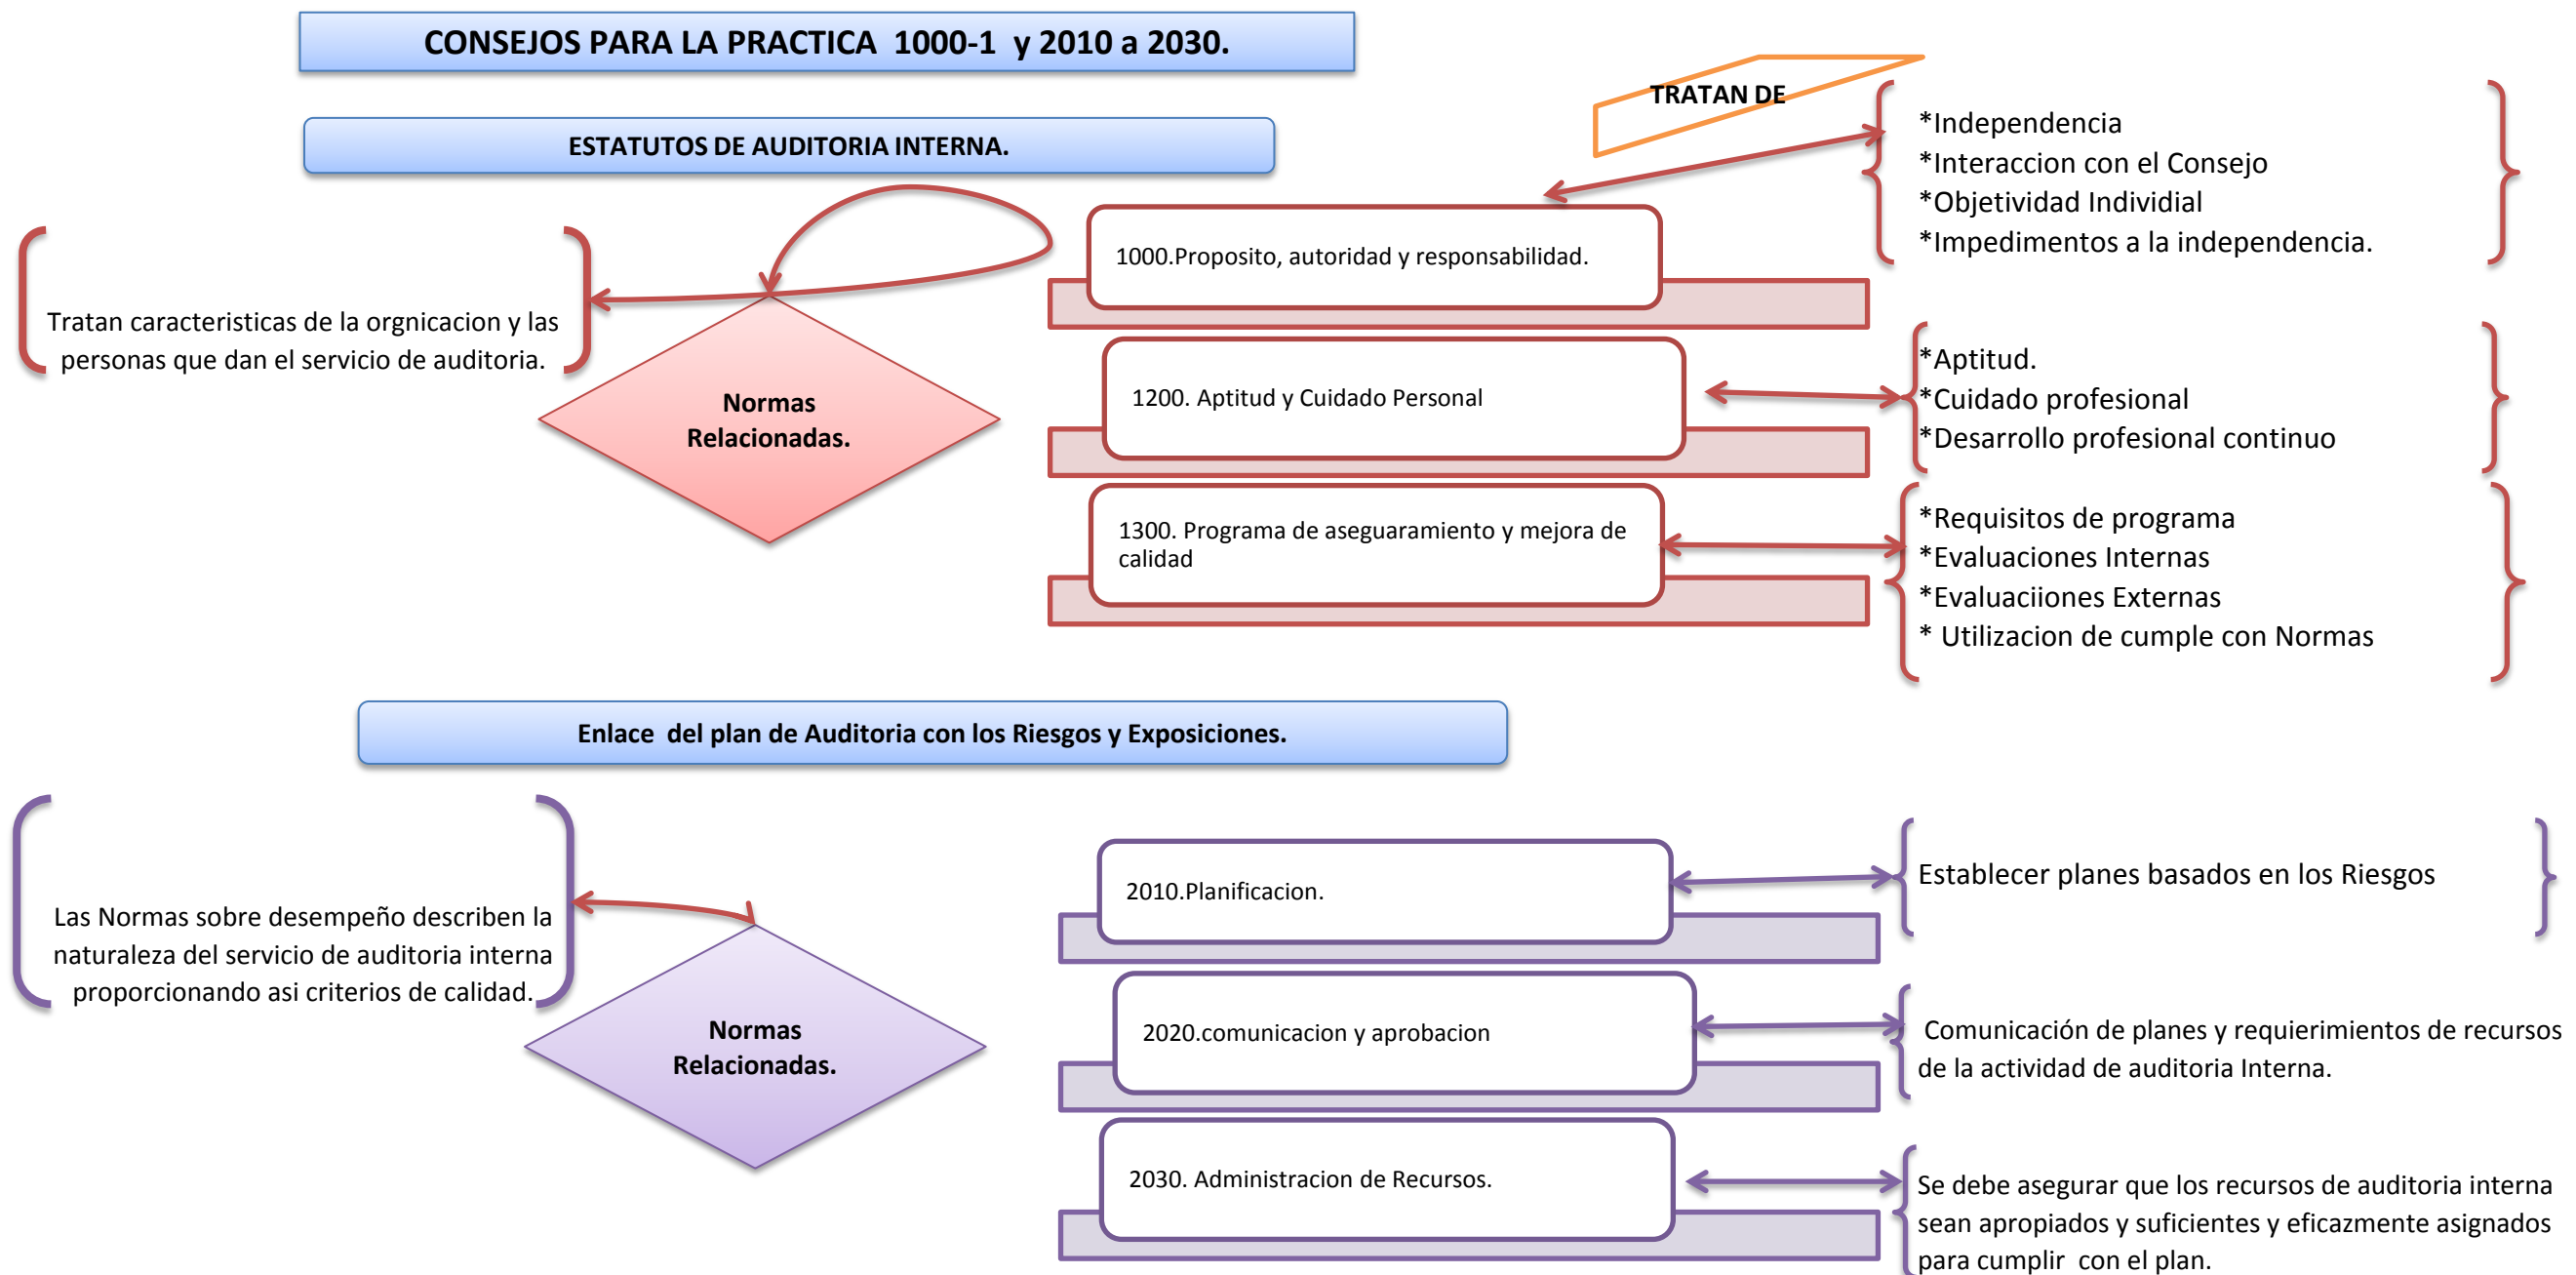 CONSEJOS PARA LA PRACTICA 1000-1 y 2010 a 2030.
ESTATUTOS DE AUDITORIA INTERNA.
TRATAN DE
*Independencia
*Interaccion con el Consejo
*Objetividad Individial
*Impedimentos a la independencia.
1000.Proposito, autoridad y responsabilidad.
Tratan caracteristicas de la orgnicacion y las
personas que dan el servicio de auditoria.
Normas
Relacionadas.
1200. Aptitud y Cuidado Personal
*Aptitud.
*Cuidado profesional
*Desarrollo profesional continuo
1300. Programa de aseguaramiento y mejora de
calidad
*Requisitos de programa
*Evaluaciones Internas
*Evaluaciiones Externas
* Utilizacion de cumple con Normas
Enlace del plan de Auditoria con los Riesgos y Exposiciones.
Las Normas sobre desempeño describen la
naturaleza del servicio de auditoria interna
proporcionando asi criterios de calidad.
Normas
Relacionadas.
2010.Planificacion.
Establecer planes basados en los Riesgos
2020.comunicacion y aprobacion
Comunicación de planes y requierimientos de recursos
de la actividad de auditoria Interna.
2030. Administracion de Recursos.
Se debe asegurar que los recursos de auditoria interna
sean apropiados y suficientes y eficazmente asignados
para cumplir con el plan.